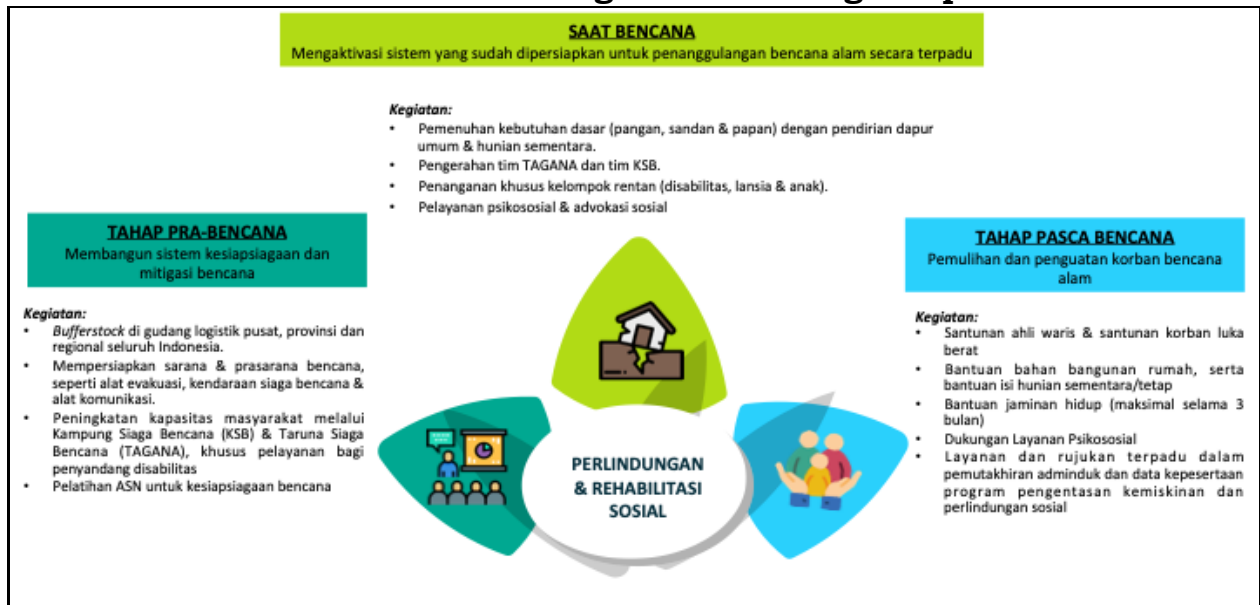 SAAT BENCANA
Mengaktivasi sistem yang sudah dipersiapkan untuk penanggulangan bencana alam secara terpadu
Kegiatan:
• Pemenuhan kebutuhan dasar (pangan, sandan & papan) dengan pendirian dapur
umum & hunian sementara.
• Pengerahan tim TAGANA dan tim KSB.
• Penanganan khusus kelompok rentan (disabilitas, lansia & anak).
• Pelayanan psikososial & advokasi sosial
TAHAP PRA-BENCANA
Membangun sistem kesiapsiagaan dan
mitigasi bencana
Kegiatan:
• Bufferstock di gudang logistik pusat, provinsi dan
regional seluruh Indonesia.
• Mempersiapkan sarana & prasarana bencana,
seperti alat evakuasi, kendaraan siaga bencana &
alat komunikasi.
• Peningkatan kapasitas masyarakat melalui
Kampung Siaga Bencana (KSB) & Taruna Siaga
Bencana (TAGANA), khusus pelayanan bagi
penyandang disabilitas
• Pelatihan ASN untuk kesiapsiagaan bencana
PERLINDUNGAN
& REHABILITASI
SOSIAL
TAHAP PASCA BENCANA
Pemulihan dan penguatan korban bencana
alam
Kegiatan:
• Santunan ahli waris & santunan korban luka
berat
• Bantuan bahan bangunan rumah, serta
bantuan isi hunian sementara/tetap
• Bantuan jaminan hidup (maksimal selama 3
bulan)
• Dukungan Layanan Psikososial
• Layanan dan rujukan terpadu dalam
pemutakhiran adminduk dan data kepesertaan
program pengentasan kemiskinan dan
perlindungan sosial